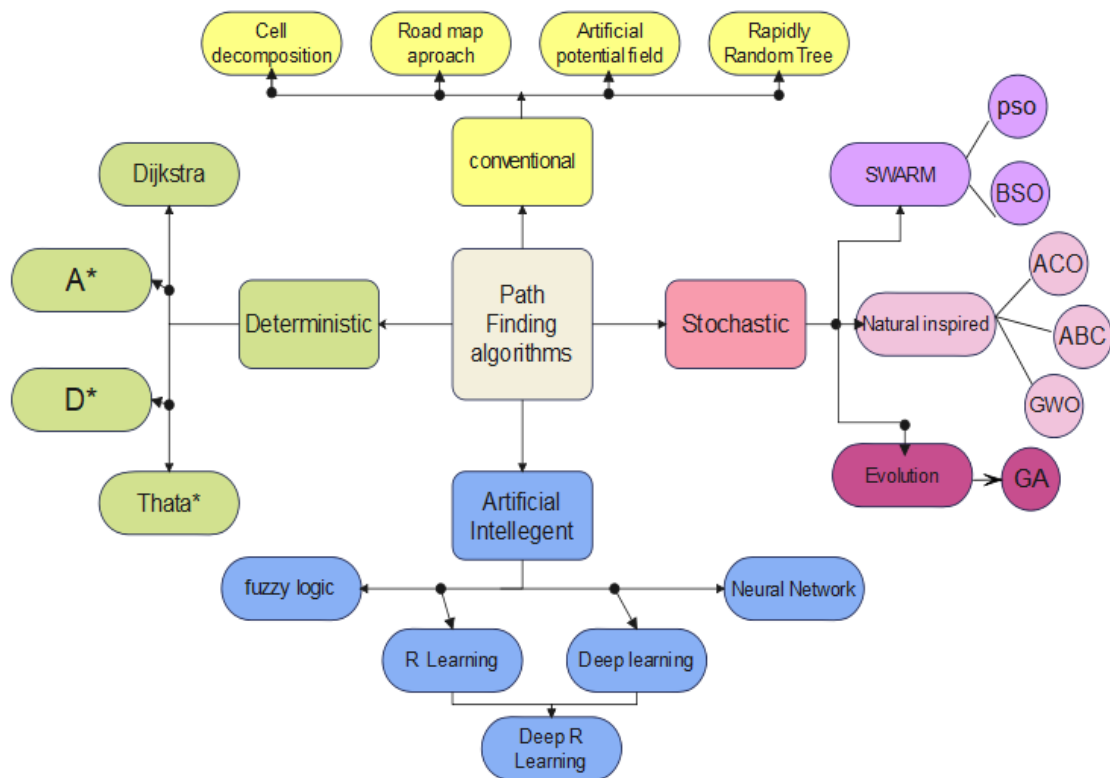 Cell
decomposition
Road map
aproach
Artificial
potential field
Rapidly
Random Tree
conventional
pso
SWARM
BSO
Dijkstra
A*
Deterministic
Path
Finding
algorithms
Stochastic
Natural inspired
ACO
ABC
GWO
D*
Thata*
Evolution
GA
Artificial
Intellegent
fuzzy logic
Neural Network
R Learning
Deep learning
Deep R
Learning